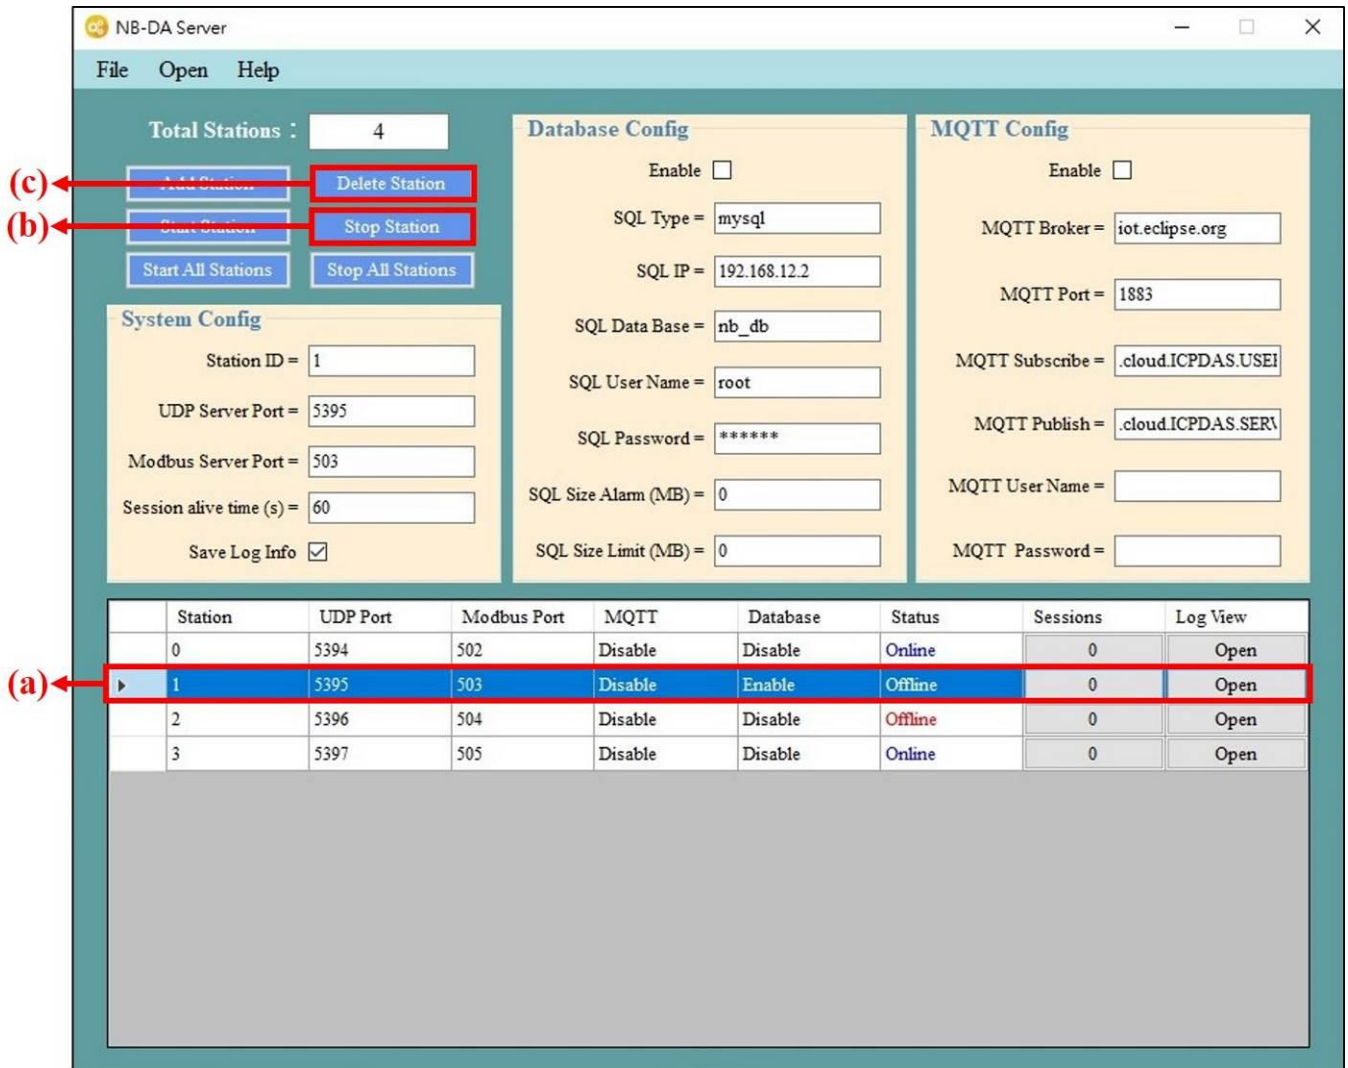 NB-DA Server
File Open Help
Total Stations : 4
(c) Add Station Delete Station
(b) Start Station Stop Station
Start All Stations Stop All Stations
System Config
Station ID = 1
UDP Server Port = 5395
Modbus Server Port = 503
Session alive time (s) = 60
Save Log Info
Database Config
Enable
SQL Type = mysql
SQL IP = 192.168.12.2
SQL Data Base = nb_db
SQL User Name = root
SQL Password = ******
SQL Size Alarm (MB) = 0
SQL Size Limit (MB) = 0
MQTT Config
Enable
MQTT Broker = iot.eclipse.org
MQTT Port = 1883
MQTT Subscribe = .cloud.ICPDAS.USEI
MQTT Publish = .cloud.ICPDAS.SER\
MQTT User Name =
MQTT Password =
Station UDP Port Modbus Port MQTT Database Status Sessions Log View
0 5394 502 Disable Disable Online 0 Open
(a) 1 5395 503 Disable Enable Offline 0 Open
2 5396 504 Disable Disable Offline 0 Open
3 5397 505 Disable Disable Online 0 Open